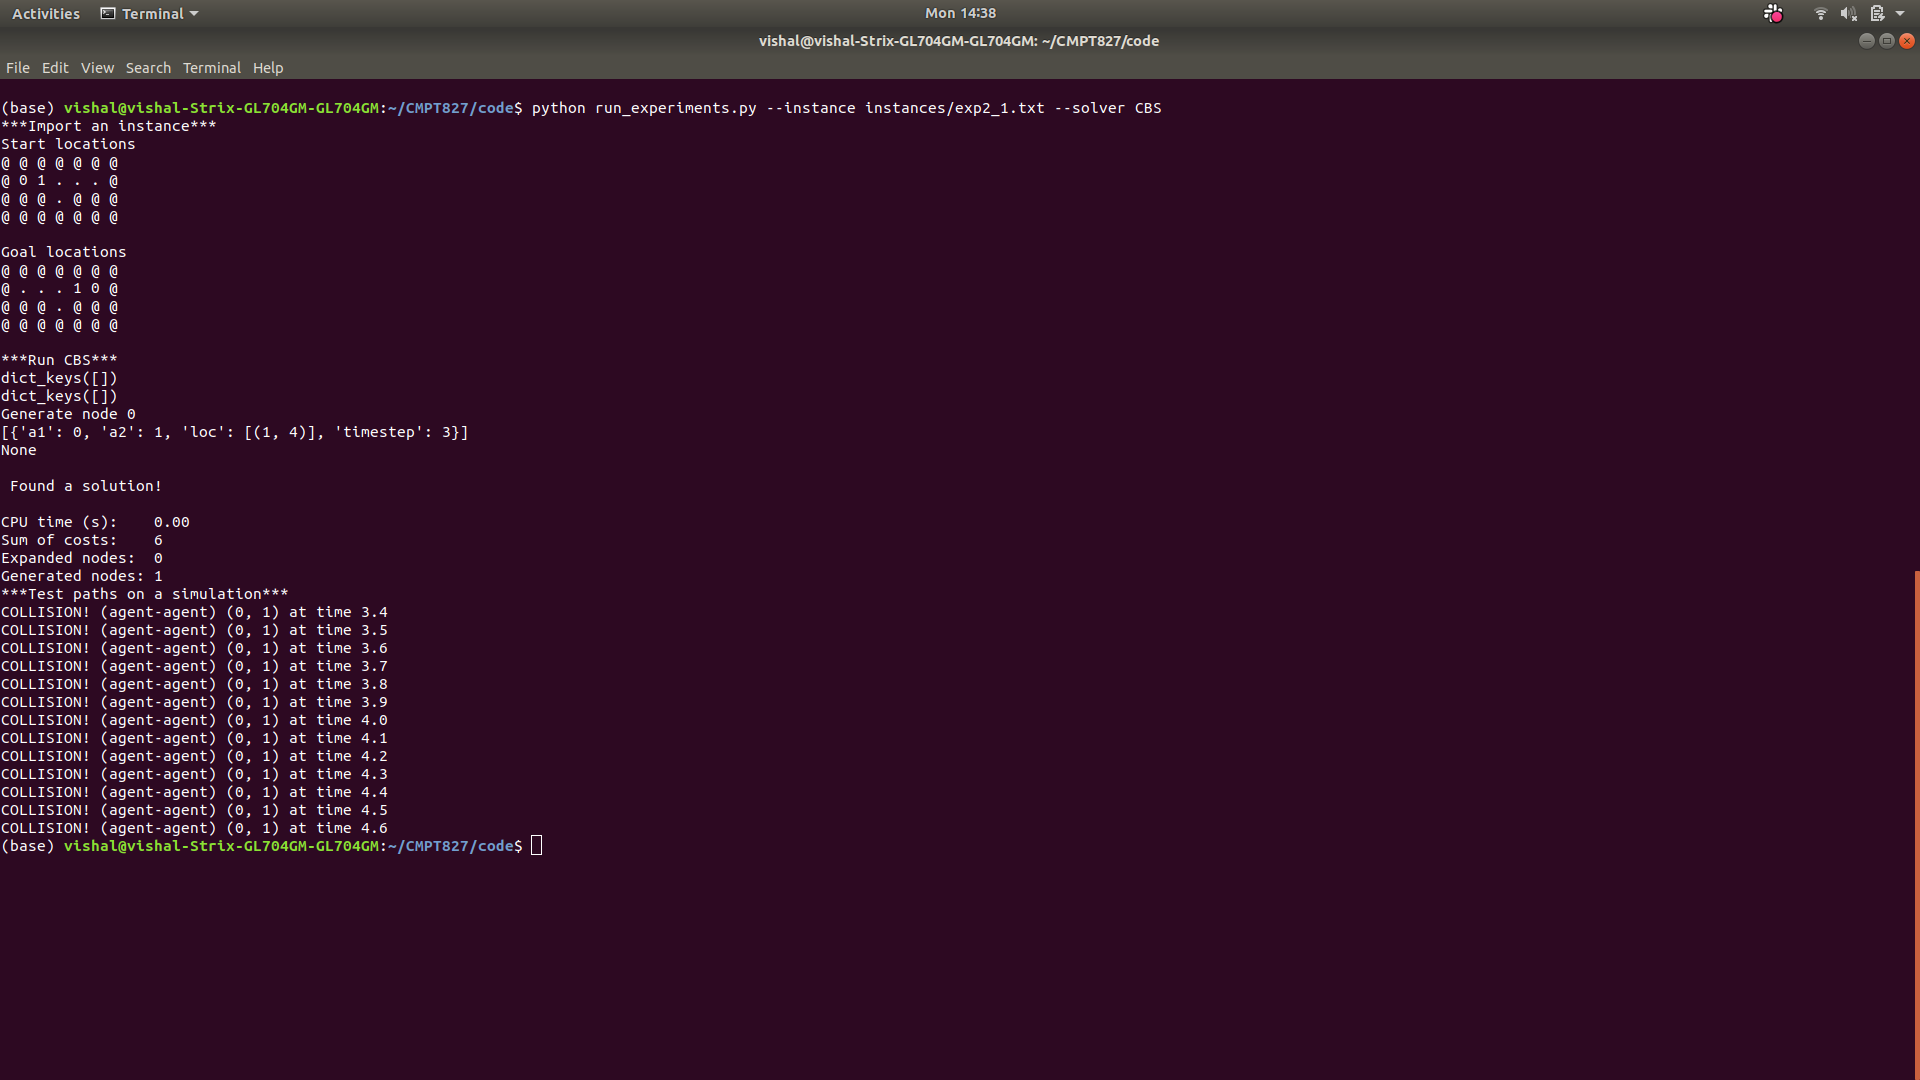 Activities Terminal Mon 14:38
vishal@vishal-Strix-GL704GM-GL704GM: ~/CMPT827/code
File Edit View Search Terminal Help
(base) vishal@vishal-Strix-GL704GM-GL704GM:~/CMPT827/code$ python run_experiments.py --instance instances/exp2_1.txt --solver CBS
***Import an instance***
Start locations
@ @ @ @ @ @ @
@ 0 1 . . . @
@ @ @ . @ @ @
@ @ @ @ @ @ @
Goal locations
@ @ @ @ @ @ @
@ . . . 1 0 @
@ @ @ . @ @ @
@ @ @ @ @ @ @
***Run CBS***
dict_keys([])
dict_keys([])
Generate node 0
[{'a1': 0, 'a2': 1, 'loc': [(1, 4)], 'timestep': 3}]
None
Found a solution!
CPU time (s): 0.00
Sum of costs: 6
Expanded nodes: 0
Generated nodes: 1
***Test paths on a simulation***
COLLISION! (agent-agent) (0, 1) at time 3.4
COLLISION! (agent-agent) (0, 1) at time 3.5
COLLISION! (agent-agent) (0, 1) at time 3.6
COLLISION! (agent-agent) (0, 1) at time 3.7
COLLISION! (agent-agent) (0, 1) at time 3.8
COLLISION! (agent-agent) (0, 1) at time 3.9
COLLISION! (agent-agent) (0, 1) at time 4.0
COLLISION! (agent-agent) (0, 1) at time 4.1
COLLISION! (agent-agent) (0, 1) at time 4.2
COLLISION! (agent-agent) (0, 1) at time 4.3
COLLISION! (agent-agent) (0, 1) at time 4.4
COLLISION! (agent-agent) (0, 1) at time 4.5
COLLISION! (agent-agent) (0, 1) at time 4.6
(base) vishal@vishal-Strix-GL704GM-GL704GM:~/CMPT827/code$